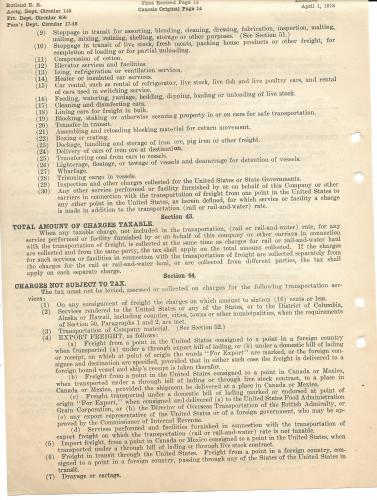 Rutland R. R.
Acctg. Dept. Circular 148
Frt. Dept. Circular 856
Pass'r Dept. Circular 17-48
First Revised Page 14
Cancels Original Page 14
April 1, 1918
(9) Stoppage in transit for assorting, blending, cleaning, dressing, fabrication, inspection, malting,
milling, mixing, refining, shelling, storage or other purposes. (See Section 51.)
(10) Stoppage in transit of live stock, fresh meats, packing house products or other freight, for
completion of loading or for partial unloading.
(11) Compression of cotton.
(12) Elevator services and facilities.
(13) Icing, refrigeration or ventilation services.
(14) Heater or insulated car services.
(15) Car rental, such as rental of refrigerator, live stock, live fish and live poultry cars, and rental
of cars used in switching service.
(16) Feeding, watering, yardage, bedding, dipping, loading or unloading of live stock.
(17) Cleaning and disinfecting cars.
(18) Lining cars for freight in bulk.
(19) Blocking, staking or otherwise securing property in or on cars for safe transportation.
(20) Transfer in transit.
(21) Assembling and reloading blocking material for return movement.
(22) Boxing or crating.
(23) Dockage, handling and storage of iron ore, pig iron or other freight.
(24) Delivery of cars of iron ore at destination.
(25) Transferring coal from cars to vessels.
(26) Lighterage, floatage, or towage of vessels and demurrage for detention of vessels.
(27) Wharfage.
(28) Trimming cargo in vessels.
(29) Inspection and other charges collected for the United States or State Governments.
(30) Any other service performed or facility furnished by or on behalf of this Company or other
carriers in connection with the transportation of freight from one point in the United States to
any other point in the United States, as herein defined, for which service or facility a charge
is made in addition to the transportation (rail or rail-and-water) rate.
Section 43.
TOTAL AMOUNT OF CHARGES TAXABLE.
When any taxable charge, not included in the transportation, (rail or rail-and-water) rate, for any
service performed or facility furnished by or on behalf of this company or other carriers in connection
with the transportation of freight, is collected at the same time as charges for rail or rail-and-water haul
are collected and from the same party, the tax shall apply on the total amount collected. If the charges
for such services or facilities in connection with the transportation of freight are collected separately from
the charges for the rail or rail-and-water haul, or are collected from different parties, the tax shall
apply on each separate charge.
Section 44.
CHARGES NOT SUBJECT TO TAX.
The tax must not be levied, assessed or collected on charges for the following transportation ser-
vices:
(1) On any consignment of freight the charges on which amount to sixteen (16) cents or less.
(2) Services rendered to the United States or any of the States, or to the District of Columbia,
Alaska or Hawaii, including counties, cities, towns or other municipalities, when the requirements
of Section 50, Paragraphs 1 and 2, are met.
(3) Transportation of Company material. (See Section 52.)
(4) EXPORT FREIGHT, as follows:
(a) Freight from a point in the United States consigned to a point in a foreign country
when transported (a) under a through export bill of lading, or (b) under a domestic bill of lading
or receipt, on which at point of origin the words "For Export" are marked, or the foreign con-
signee and destination are specified, provided that in either such case the freight is delivered to a
foreign bound vessel and ship's receipt is taken therefor.
(b) Freight from a point in the United States consigned to a point in Canada or Mexico,
when transported under a through bill of lading or through live stock contract, to a place in
Canada or Mexico, provided the shipment be delivered at a place in Canada or Mexico.
(c) Freight transported under a domestic bill of lading marked and endorsed at point of
origin "For Export," when consigned and delivered (a) to the United States Food Administration
Grain Corporation, or (b) the Director of Overseas Transportation of the British Admiralty, or
(c) any export representative of the United States or of a foreign government, who may be ap-
proved by the Commissioner of Internal Revenue.
(d) Services performed and facilities furnished in connection with the transportation of
export freight on which the transportation (rail or rail-and-water) rate is not taxable.
(5) Import freight, from a point in Canada or Mexico consigned to a point in the United States, when
transported under a through bill of lading or through live stock contract.
(6) Freight in transit through the United States. Freight from a point in a foreign country, con-
signed to a point in a foreign country, passing through any of the States of the United States in
transit.
(7) Drayage or cartage.